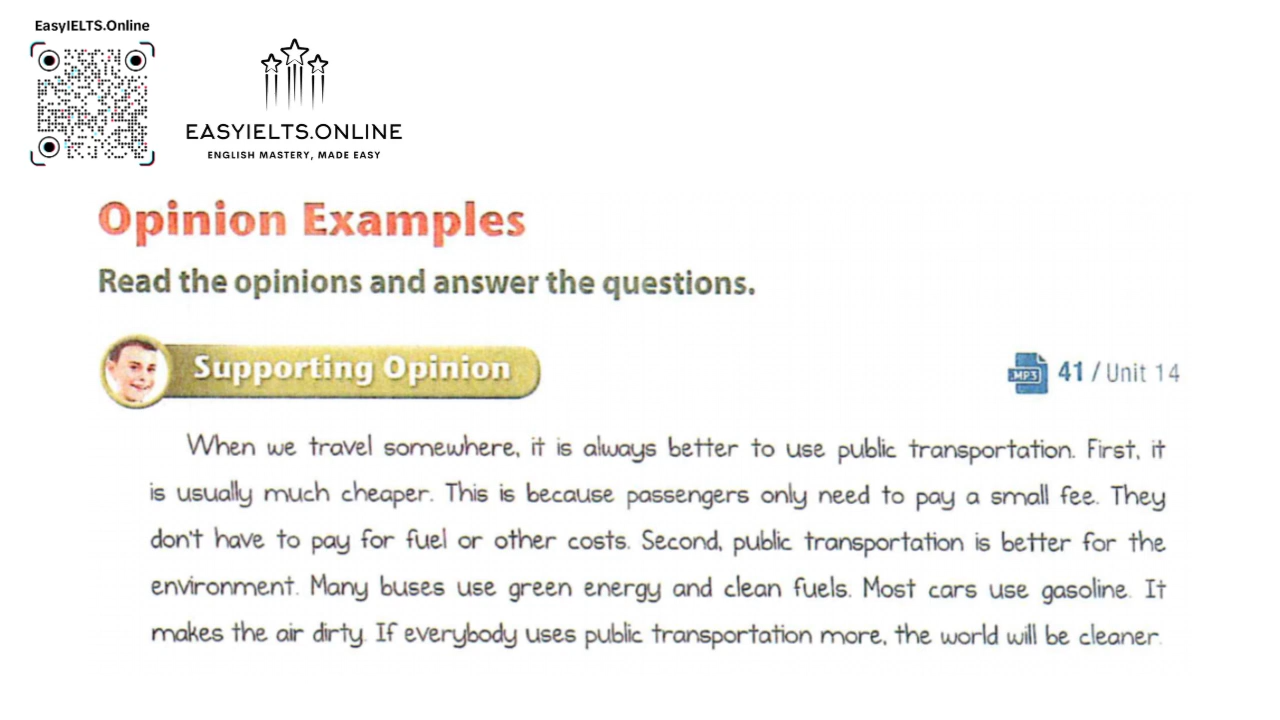 EasyIELTS.Online
EASYIELTS.ONLINE
ENGLISH MASTERY, MADE EASY
Opinion Examples
Read the opinions and answer the questions.
Supporting Opinion
MP3 41 / Unit 14
When we travel somewhere, it is always better to use public transportation. First, it
is usually much cheaper. This is because passengers only need to pay a small fee. They
don't have to pay for fuel or other costs. Second, public transportation is better for the
environment. Many buses use green energy and clean fuels. Most cars use gasoline. It
makes the air dirty. If everybody uses public transportation more, the world will be cleaner.